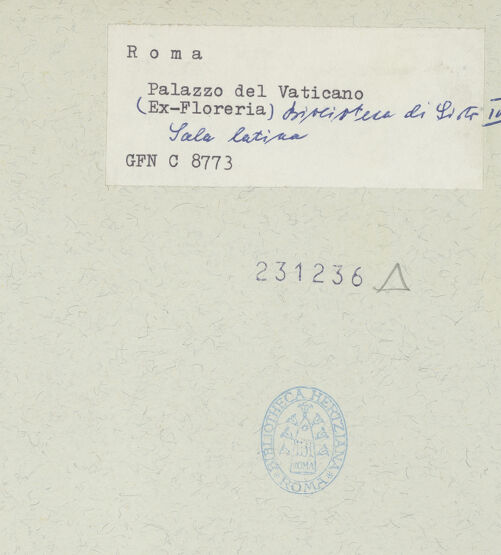 R o m a
Palazzo del Vaticano
(Ex-Floreria) Biblioteca di Sisto IV
Sala latina
GFN C 8773
231236 Δ
BIBLIOTHECA HERTZIANA
ROMA
ROMA